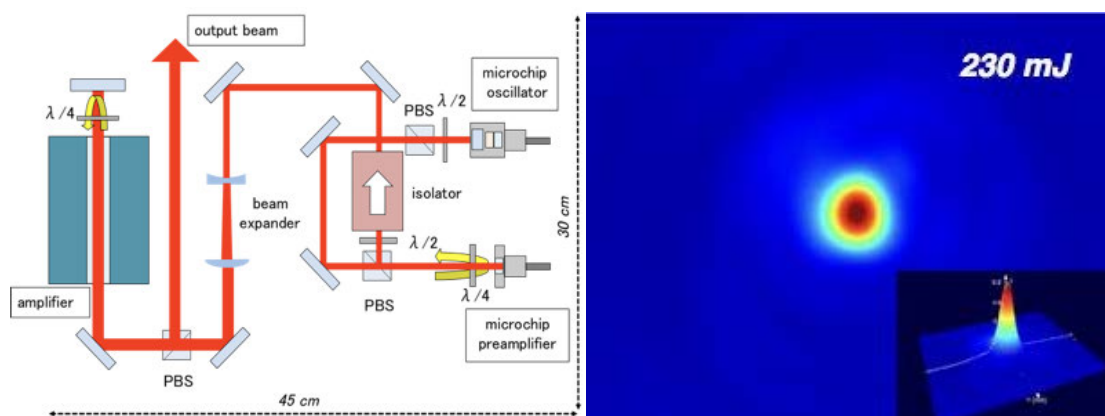 output beam
microchip
oscillator
λ/2
PBS
λ/4
isolator
beam
expander
30 cm
λ/2
amplifier
PBS
λ/4
microchip
preamplifier
PBS
45 cm
230 mJ